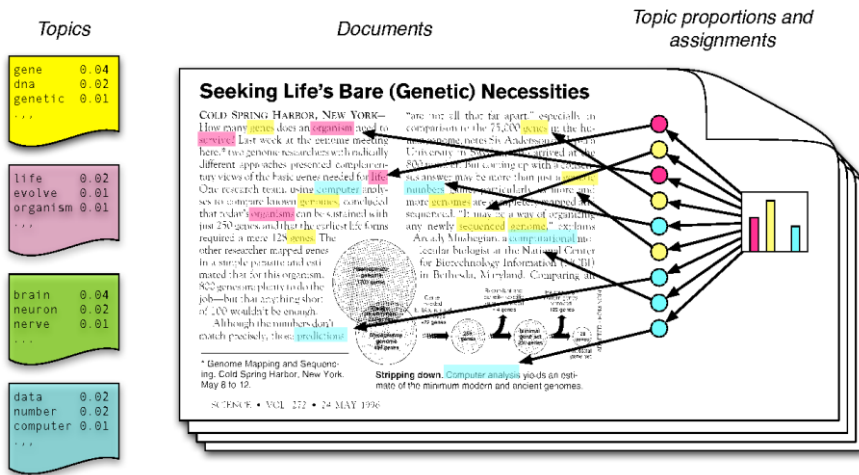 Topics
Documents
Topic proportions and
assignments
gene 0.04
dna 0.02
genetic 0.01
.,,
life 0.02
evolve 0.01
organism 0.01
.,,
brain 0.04
neuron 0.02
nerve 0.01
...
data 0.02
number 0.02
computer 0.01
.,,
Seeking Life's Bare (Genetic) Necessities
COLD SPRING HARBOR, NEW YORK—
How many genes does an organism need to
survive? Last week at the genome meeting
here,* two genome researchers with radically
different approaches presented complemen-
tary views of the basic genes needed for life.
One research team, using computer analy-
ses to compare known genomes, concluded
that today's organisms can be sustained with
just 250 genes, and that the earliest life forms
required a mere 128 genes. The
other researcher mapped genes
in a simple parasite and esti-
mated that for this organism,
800 genes are plenty to do the
job—but that anything short
of 100 wouldn't be enough.
Although the numbers don't
match precisely, those predictions
* Genome Mapping and Sequenc-
ing, Cold Spring Harbor, New York,
May 8 to 12.
"are not all that far apart," especially in
comparison to the 75,000 genes in the hu-
man genome, notes Siv Andersson
University in
800 number. But coming up with a consen-
sus answer may be more than just a genetic
numbers game, particularly as more and
more genomes are completely mapped and
sequenced. "It may be a way of organizing
any newly sequenced genome," explains
Arcady Mushegian, a computational mo-
lecular biologist at the National Center
for Biotechnology Information (NCBI)
in Bethesda, Maryland. Comparing an
Stripping down. Computer analysis yields an esti-
mate of the minimum modern and ancient genomes.
SCIENCE • VOL. 272 • 24 MAY 1996